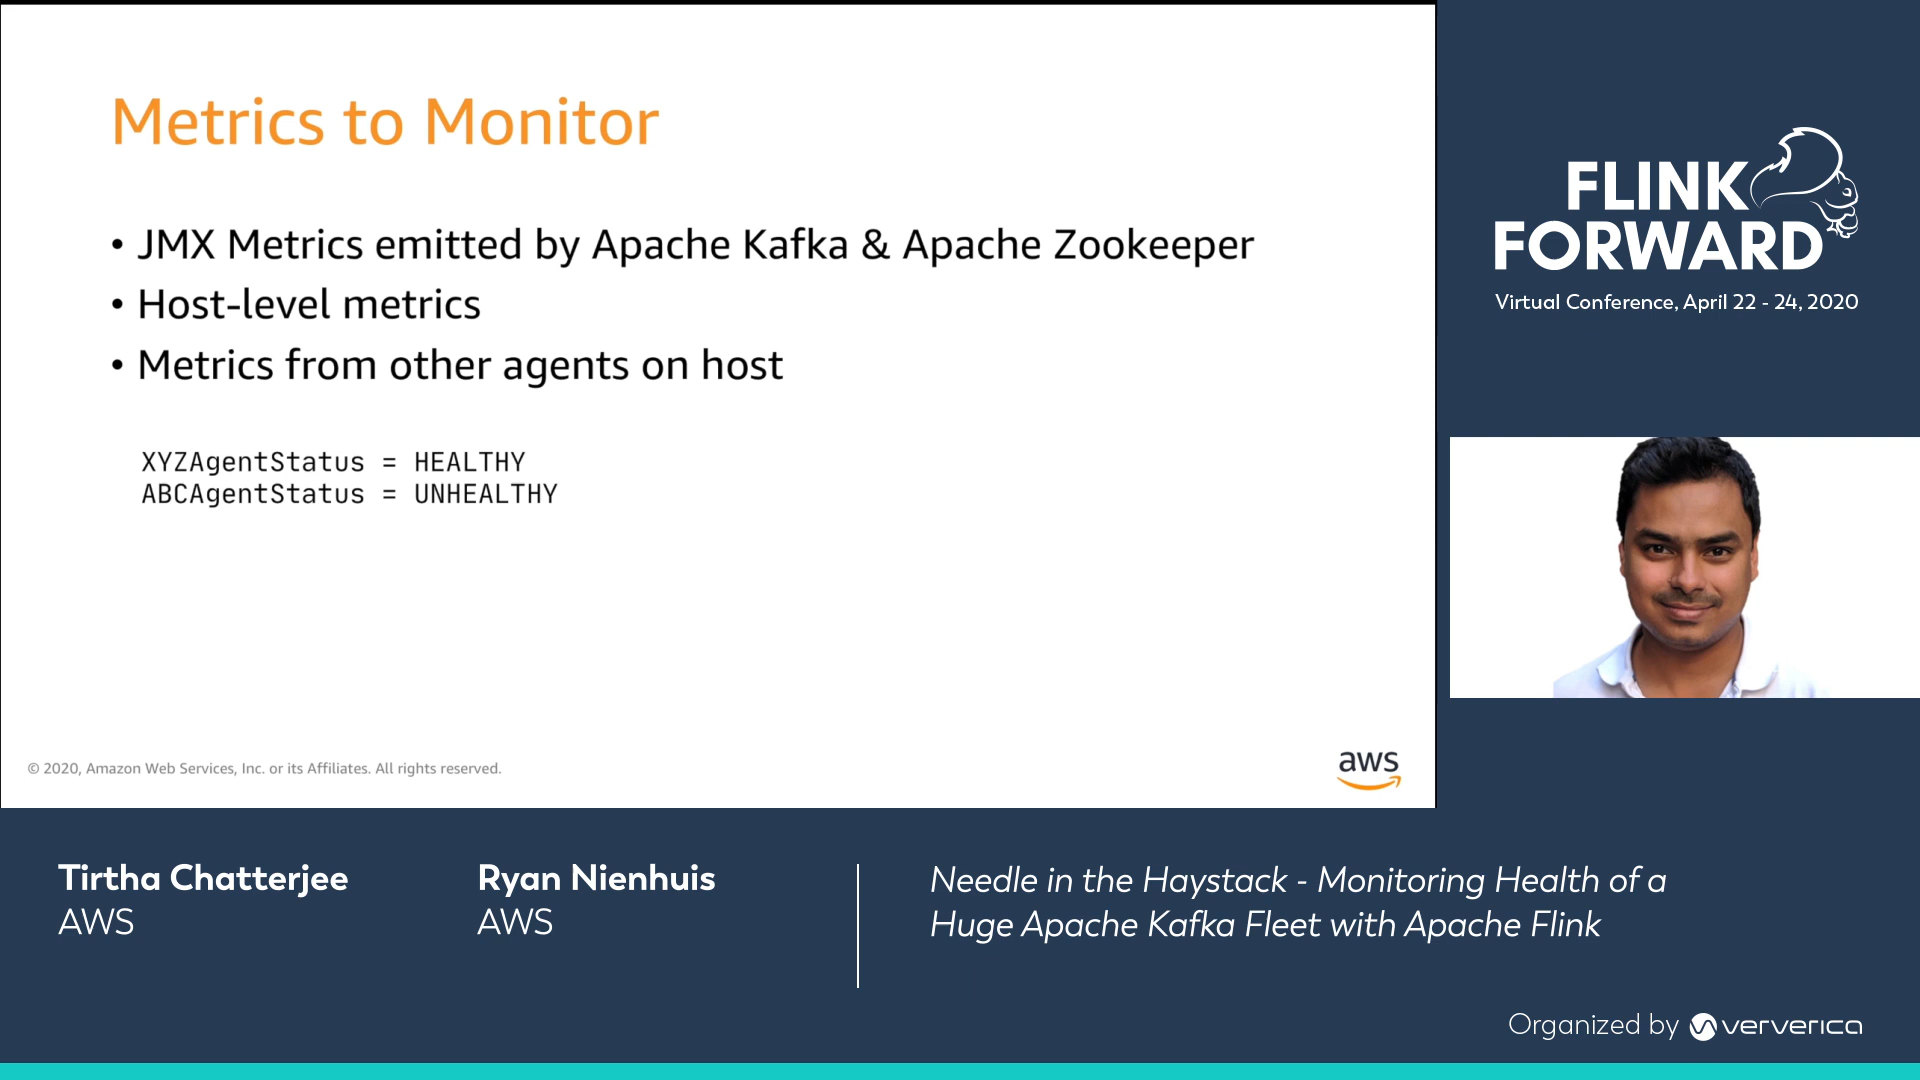 Metrics to Monitor
• JMX Metrics emitted by Apache Kafka & Apache Zookeeper
• Host-level metrics
• Metrics from other agents on host
XYZAgentStatus = HEALTHY
ABCAgentStatus = UNHEALTHY
© 2020, Amazon Web Services, Inc. or its Affiliates. All rights reserved.
aws
FLINK
FORWARD
Virtual Conference, April 22 - 24, 2020
Tirtha Chatterjee
AWS
Ryan Nienhuis
AWS
Needle in the Haystack - Monitoring Health of a
Huge Apache Kafka Fleet with Apache Flink
Organized by ververica